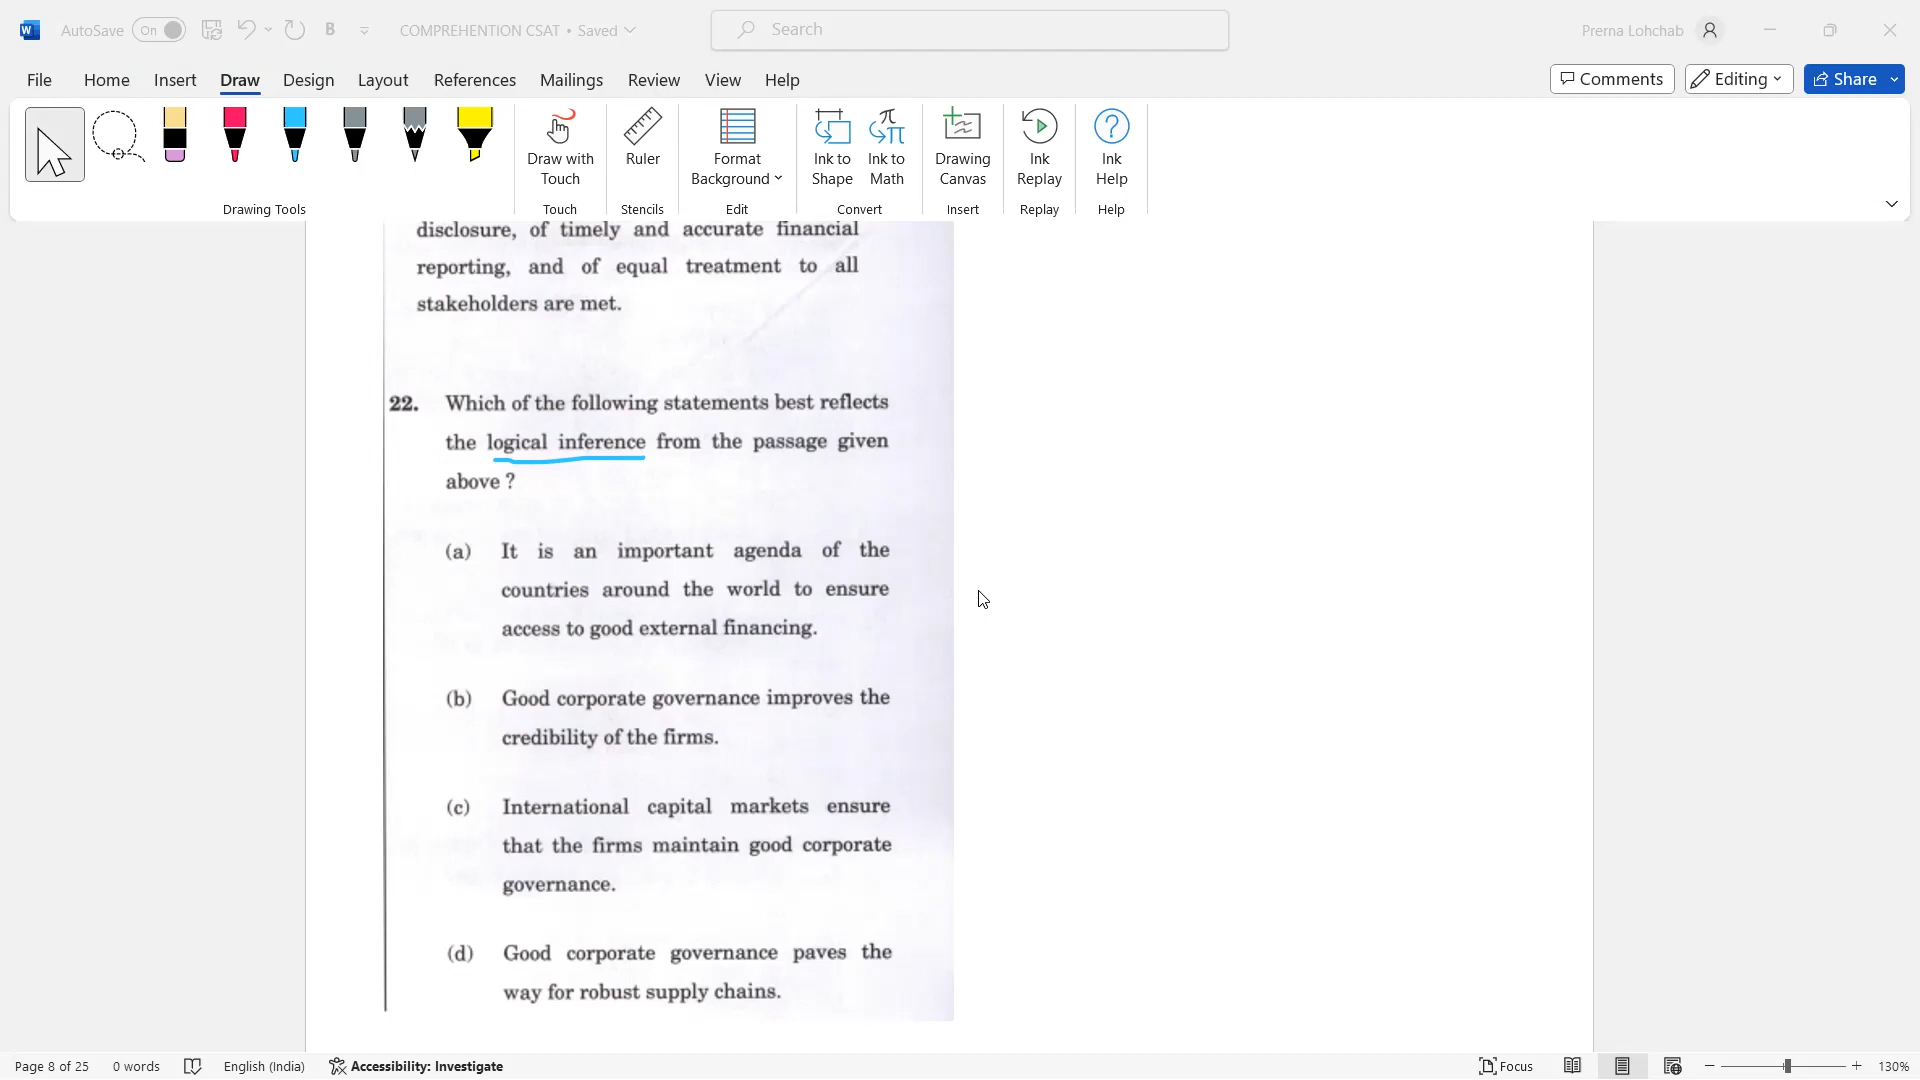 AutoSave On B COMPREHENTION CSAT • Saved Search Prerna Lohchab
File Home Insert Draw Design Layout References Mailings Review View Help Comments Editing Share
Draw with Touch Ruler Format Background Ink to Shape Ink to Math Drawing Canvas Ink Replay Ink Help
Drawing Tools Touch Stencils Edit Convert Insert Replay Help
disclosure, of timely and accurate financial
reporting, and of equal treatment to all
stakeholders are met.
22. Which of the following statements best reflects
the logical inference from the passage given
above ?
(a) It is an important agenda of the
countries around the world to ensure
access to good external financing.
(b) Good corporate governance improves the
credibility of the firms.
(c) International capital markets ensure
that the firms maintain good corporate
governance.
(d) Good corporate governance paves the
way for robust supply chains.
Page 8 of 25 0 words English (India) Accessibility: Investigate Focus 130%